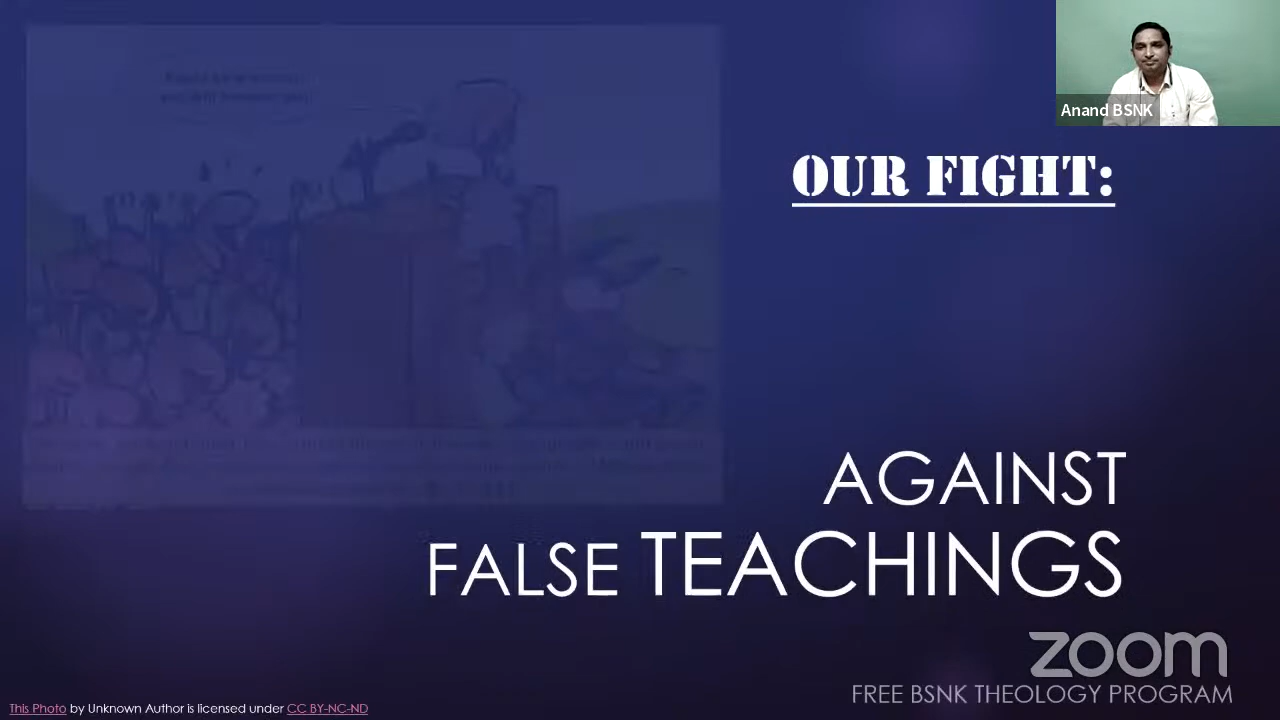 Anand BSNK
OUR FIGHT:
AGAINST
FALSE TEACHINGS
zoom
FREE BSNK THEOLOGY PROGRAM
This Photo by Unknown Author is licensed under CC BY-NC-ND